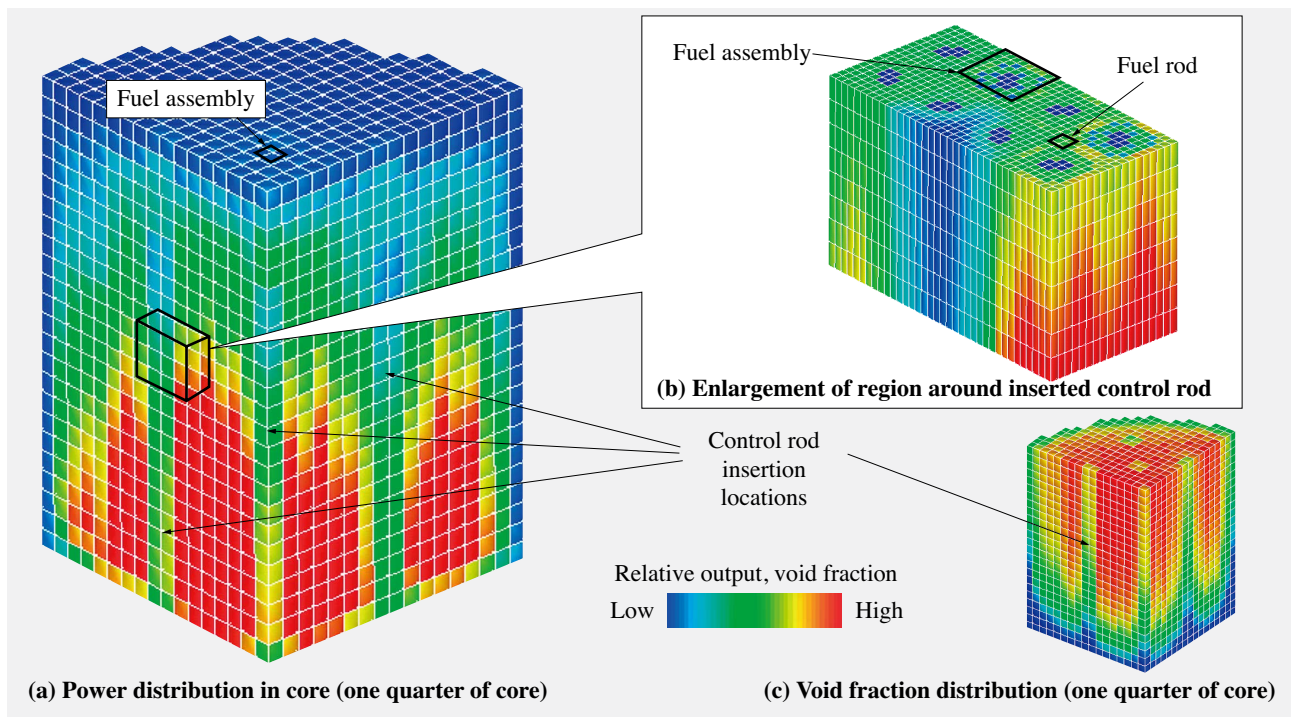 Fuel assembly
Fuel assembly
Fuel rod
(b) Enlargement of region around inserted control rod
Control rod
insertion
locations
Relative output, void fraction
Low
High
(a) Power distribution in core (one quarter of core)
(c) Void fraction distribution (one quarter of core)